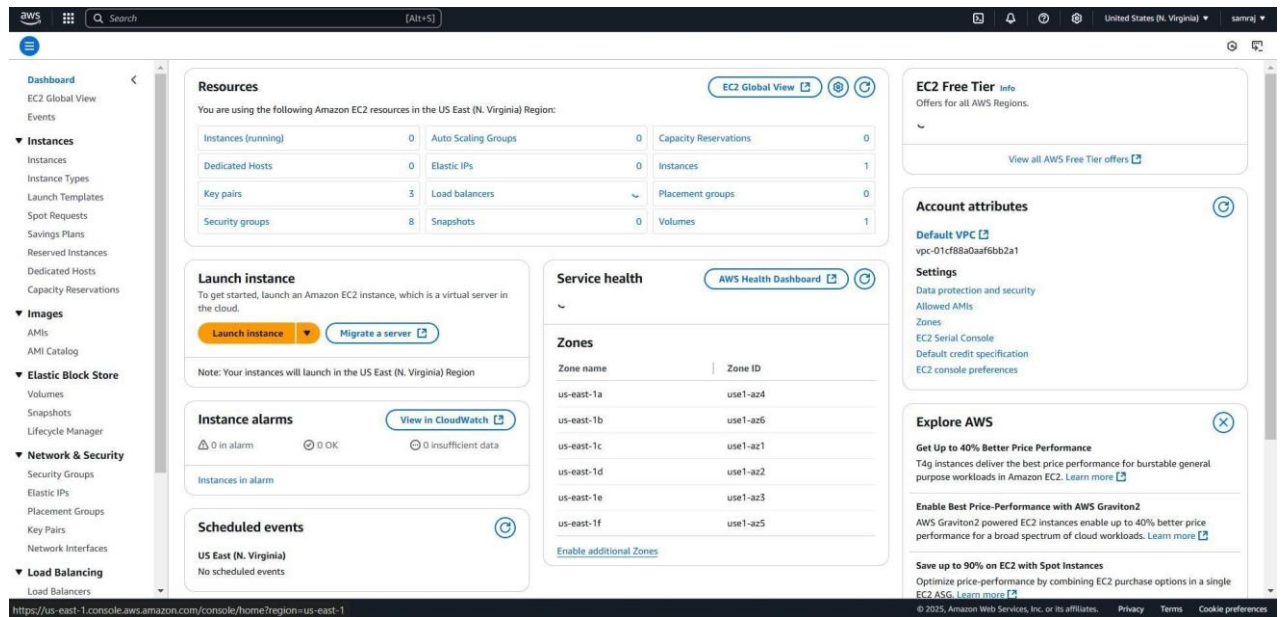 aws
Search [Alt+S]
United States (N. Virginia) samraj
Dashboard
EC2 Global View
Events
Instances
Instances
Instance Types
Launch Templates
Spot Requests
Savings Plans
Reserved Instances
Dedicated Hosts
Capacity Reservations
Images
AMIs
AMI Catalog
Elastic Block Store
Volumes
Snapshots
Lifecycle Manager
Network & Security
Security Groups
Elastic IPs
Placement Groups
Key Pairs
Network Interfaces
Load Balancing
Load Balancers
Resources
EC2 Global View
You are using the following Amazon EC2 resources in the US East (N. Virginia) Region:
Instances (running) 0 Auto Scaling Groups 0 Capacity Reservations 0
Dedicated Hosts 0 Elastic IPs 0 Instances 1
Key pairs 3 Load balancers Placement groups 0
Security groups 8 Snapshots 0 Volumes 1
Launch instance
To get started, launch an Amazon EC2 instance, which is a virtual server in
the cloud.
Launch instance Migrate a server
Note: Your instances will launch in the US East (N. Virginia) Region
Instance alarms
View in CloudWatch
0 in alarm 0 OK 0 insufficient data
Instances in alarm
Scheduled events
US East (N. Virginia)
No scheduled events
Service health
AWS Health Dashboard
Zones
Zone name Zone ID
us-east-1a use1-az4
us-east-1b use1-az6
us-east-1c use1-az1
us-east-1d use1-az2
us-east-1e use1-az3
us-east-1f use1-az5
Enable additional Zones
EC2 Free Tier Info
Offers for all AWS Regions.
View all AWS Free Tier offers
Account attributes
Default VPC
vpc-01cf88a0aaf6bb2a1
Settings
Data protection and security
Allowed AMIs
Zones
EC2 Serial Console
Default credit specification
EC2 console preferences
Explore AWS
Get Up to 40% Better Price Performance
T4g instances deliver the best price performance for burstable general
purpose workloads in Amazon EC2. Learn more
Enable Best Price-Performance with AWS Graviton2
AWS Graviton2 powered EC2 instances enable up to 40% better price
performance for a broad spectrum of cloud workloads. Learn more
Save up to 90% on EC2 with Spot Instances
Optimize price-performance by combining EC2 purchase options in a single
EC2 ASG. Learn more
https://us-east-1.console.aws.amazon.com/console/home?region=us-east-1
© 2025, Amazon Web Services, Inc. or its affiliates. Privacy Terms Cookie preferences